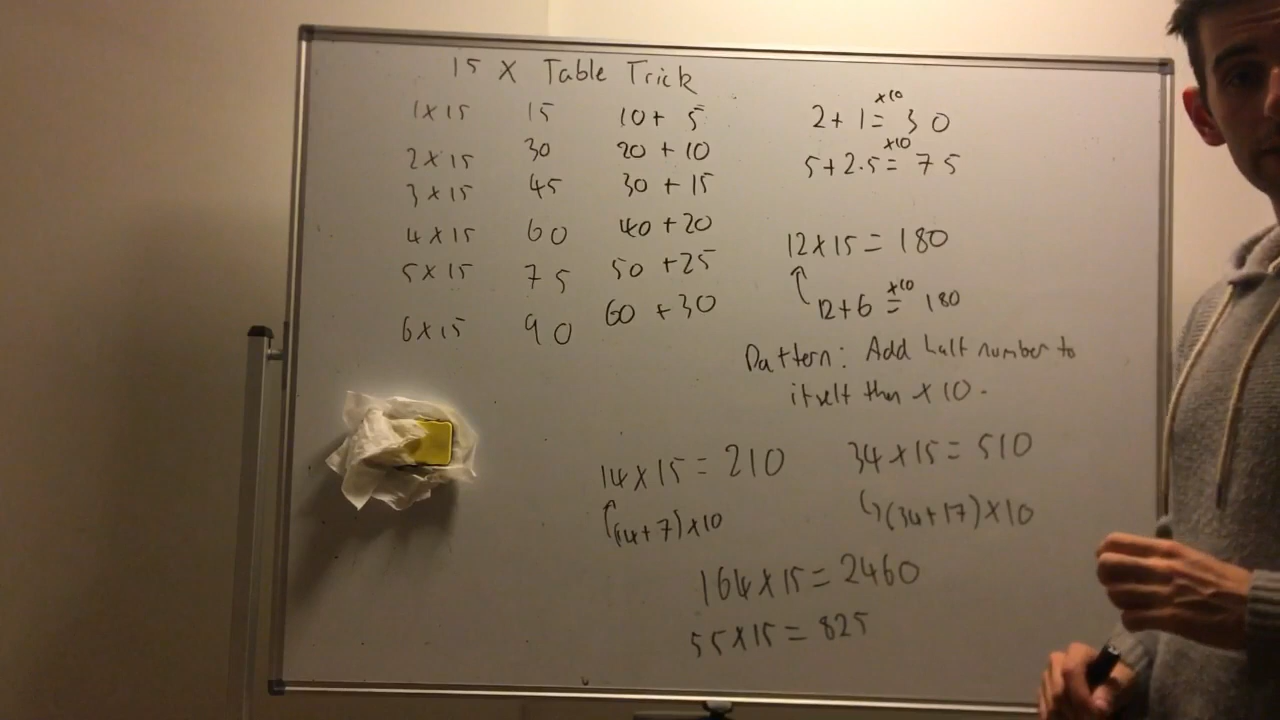 15 X Table Trick
1x15 15 10+ 5
2x15 30 20 + 10
3x15 45 30 + 15
4x15 60 40 +20
5x15 75 50 +25
6x15 90 60 +30
x10
2+ 1= 30
x10
5+2.5= 75
12x15= 180
x10
12+6 = 180
Pattern: Add half number to
itself then x 10.
14x15= 210
(14+7)x10
34x15= 510
(34+17)x10
164x15=2460
55x15= 825